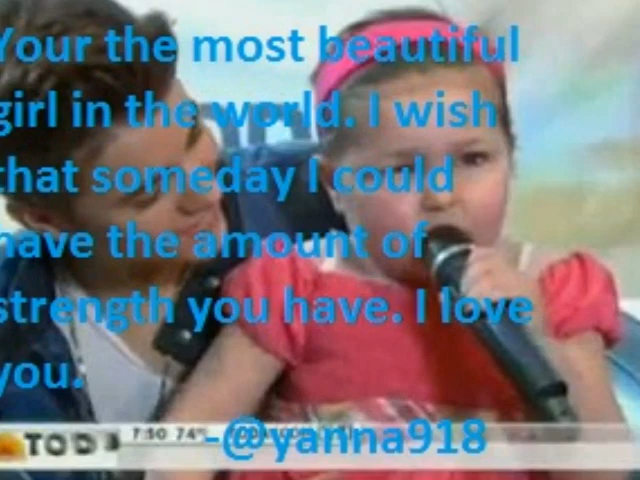 Your the most beautiful
girl in the world. I wish
that someday I could
have the amount of
strength you have. I love
you.
-@yanna918
TOD
7:30 74°